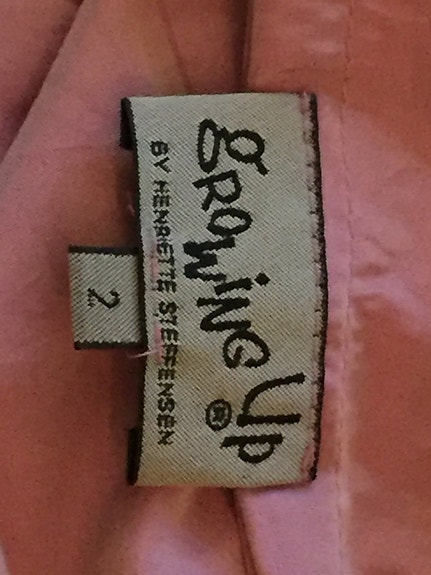 growing up ®
BY HENRIETTE STEFFENSEN
2